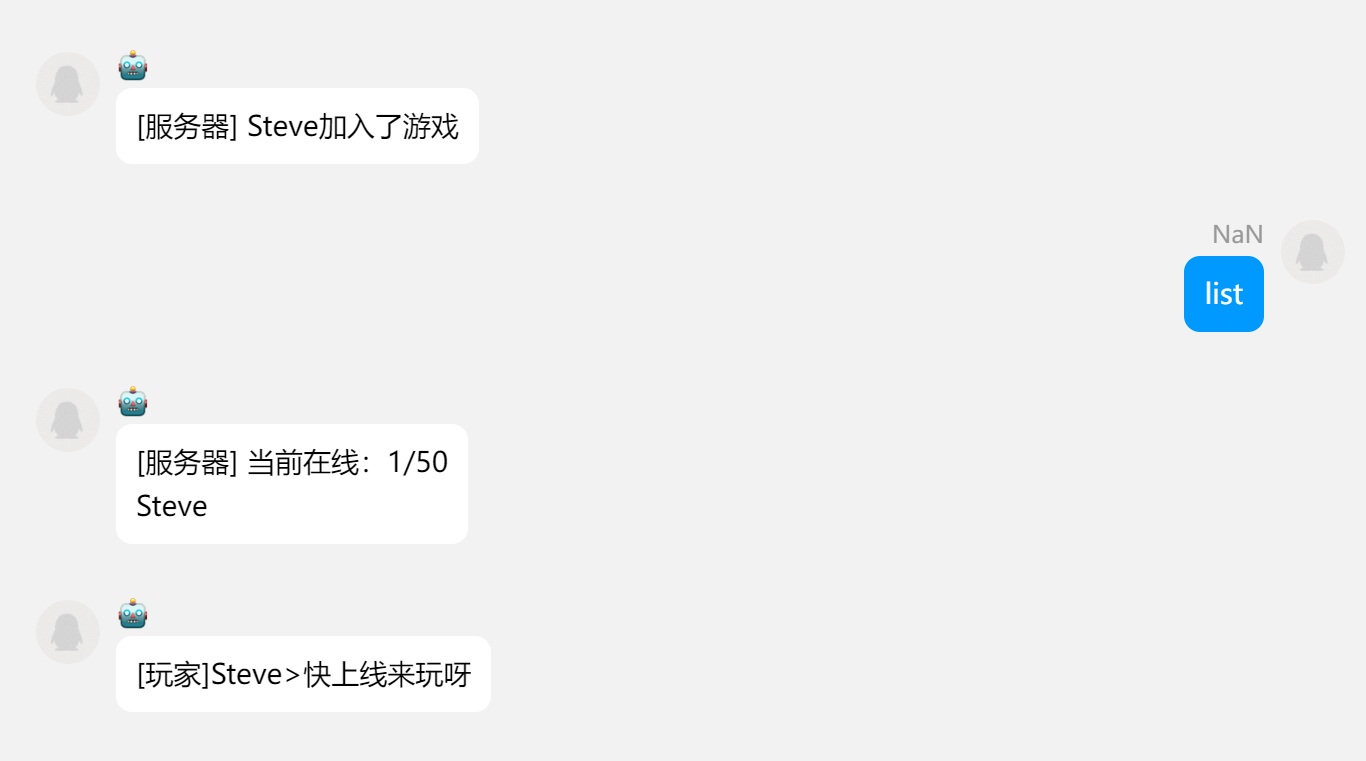 [服务器] Steve加入了游戏
NaN
list
[服务器] 当前在线：1/50
Steve
[玩家]Steve>快上线来玩呀